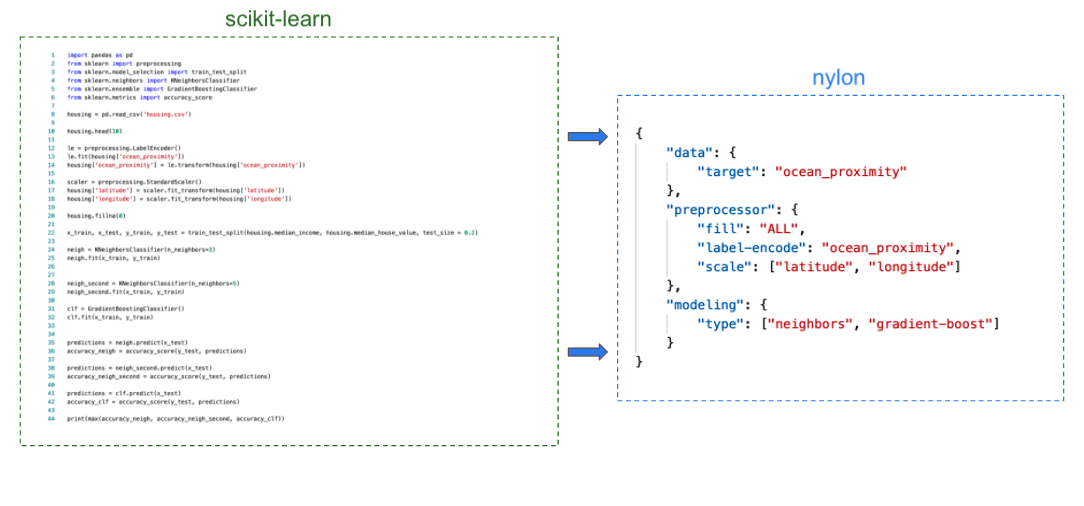 scikit-learn
1 import pandas as pd
2 from sklearn import preprocessing
3 from sklearn.model_selection import train_test_split
4 from sklearn.neighbors import KNeighborsClassifier
5 from sklearn.ensemble import GradientBoostingClassifier
6 from sklearn.metrics import accuracy_score
7
8 housing = pd.read_csv('housing.csv')
9
10 housing.head(10)
11
12 le = preprocessing.LabelEncoder()
13 le.fit(housing['ocean_proximity'])
14 housing['ocean_proximity'] = le.transform(housing['ocean_proximity'])
15
16 scaler = preprocessing.StandardScaler()
17 housing['latitude'] = scaler.fit_transform(housing['latitude'])
18 housing['longitude'] = scaler.fit_transform(housing['longitude'])
19
20 housing.fillna(0)
21
22 x_train, x_test, y_train, y_test = train_test_split(housing.median_income, housing.median_house_value, test_size = 0.2)
23
24 neigh = KNeighborsClassifier(n_neighbors=3)
25 neigh.fit(x_train, y_train)
26
27
28 neigh_second = KNeighborsClassifier(n_neighbors=5)
29 neigh_second.fit(x_train, y_train)
30
31 clf = GradientBoostingClassifier()
32 clf.fit(x_train, y_train)
33
34
35 predictions = neigh.predict(x_test)
36 accuracy_neigh = accuracy_score(y_test, predictions)
37
38 predictions = neigh_second.predict(x_test)
39 accuracy_neigh_second = accuracy_score(y_test, predictions)
40
41 predictions = clf.predict(x_test)
42 accuracy_clf = accuracy_score(y_test, predictions)
43
44 print(max(accuracy_neigh, accuracy_neigh_second, accuracy_clf))
nylon
{
"data": {
"target": "ocean_proximity"
},
"preprocessor": {
"fill": "ALL",
"label-encode": "ocean_proximity",
"scale": ["latitude", "longitude"]
},
"modeling": {
"type": ["neighbors", "gradient-boost"]
}
}